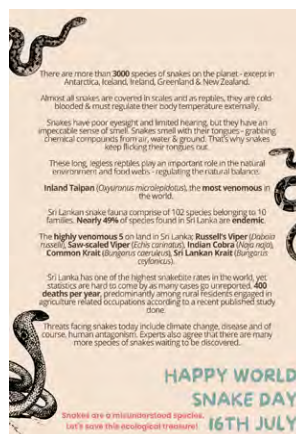 There are more than 3000 species of snakes on the planet - except in
Antarctica, Iceland, Ireland, Greenland & New Zealand.
Almost all snakes are covered in scales and as reptiles, they are cold-
blooded & must regulate their body temperature externally.
Snakes have poor eyesight and limited hearing, but they have an
impeccable sense of smell. Snakes smell with their tongues - grabbing
chemical compounds from air, water & ground. That's why snakes
keep flicking their tongues out.
These long, legless reptiles play an important role in the natural
environment and food webs - regulating the natural balance.
Inland Taipan (Oxyuranus microlepidotus), the most venomous in
the world.
Sri Lankan snake fauna comprise of 102 species belonging to 10
families. Nearly 49% of species found in Sri Lanka are endemic.
The highly venomous 5 on land in Sri Lanka; Russell's Viper (Daboia
russelii), Saw-scaled Viper (Echis carinatus), Indian Cobra (Naja naja),
Common Krait (Bungarus caeruleus), Sri Lankan Krait (Bungarus
ceylonicus).
Sri Lanka has one of the highest snakebite rates in the world, yet
statistics are hard to come by as many cases go unreported. 400
deaths per year, predominantly among rural residents engaged in
agriculture related occupations according to a recent published study
done.
Threats facing snakes today include climate change, disease and of
course, human antagonism. Experts also agree that there are many
more species of snakes waiting to be discovered.
HAPPY WORLD
SNAKE DAY
16TH JULY
Snakes are a misunderstood species.
Let's save this ecological treasure!